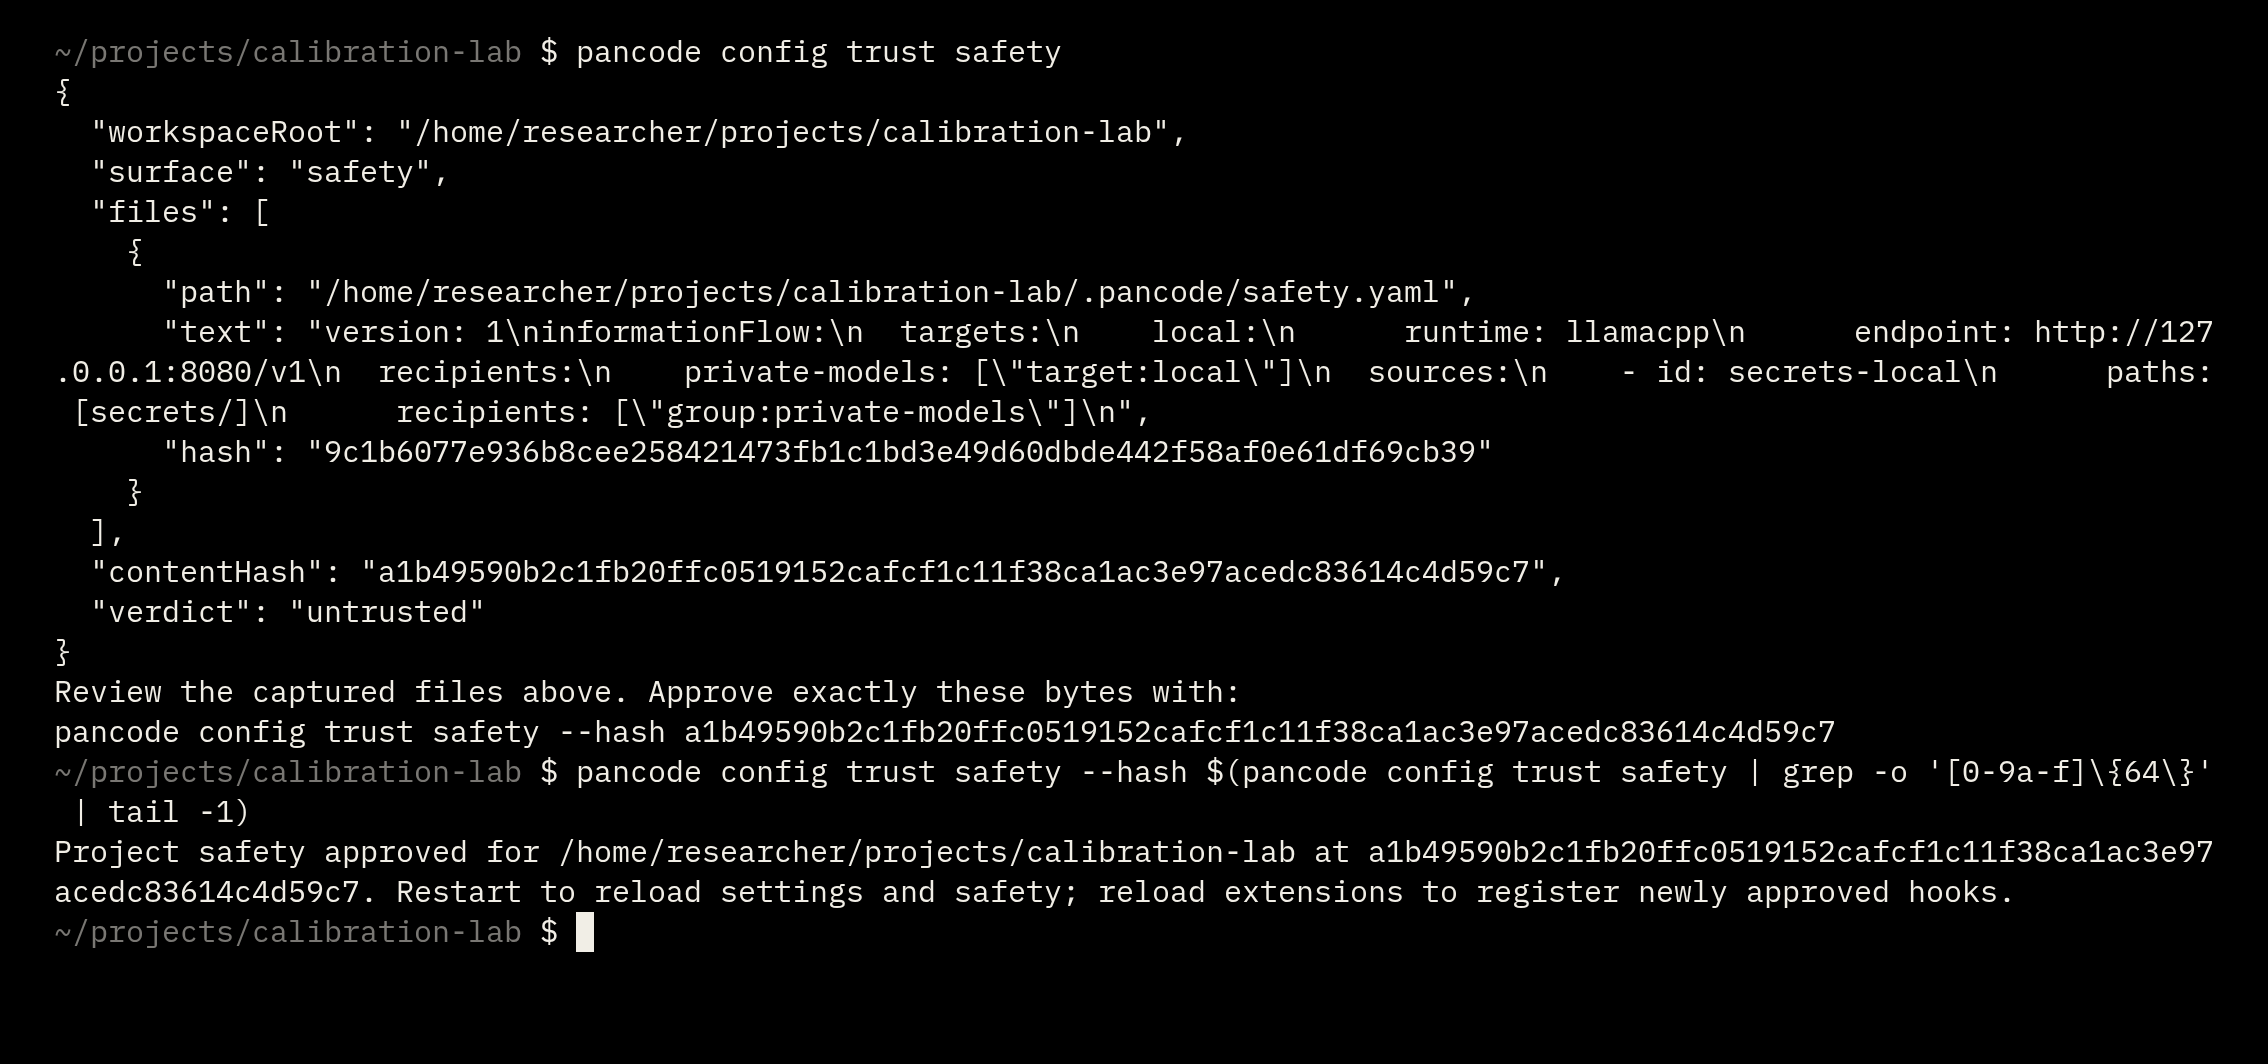 ~/projects/calibration-lab $ pancode config trust safety
{
  "workspaceRoot": "/home/researcher/projects/calibration-lab",
  "surface": "safety",
  "files": [
    {
      "path": "/home/researcher/projects/calibration-lab/.pancode/safety.yaml",
      "text": "version: 1\ninformationFlow:\n  targets:\n    local:\n      runtime: llamacpp\n      endpoint: http://127
.0.0.1:8080/v1\n  recipients:\n    private-models: [\"target:local\"]\n  sources:\n    - id: secrets-local\n      paths:
 [secrets/]\n      recipients: [\"group:private-models\"]\n",
      "hash": "9c1b6077e936b8cee258421473fb1c1bd3e49d60dbde442f58af0e61df69cb39"
    }
  ],
  "contentHash": "a1b49590b2c1fb20ffc0519152cafcf1c11f38ca1ac3e97acedc83614c4d59c7",
  "verdict": "untrusted"
}
Review the captured files above. Approve exactly these bytes with:
pancode config trust safety --hash a1b49590b2c1fb20ffc0519152cafcf1c11f38ca1ac3e97acedc83614c4d59c7
~/projects/calibration-lab $ pancode config trust safety --hash $(pancode config trust safety | grep -o '[0-9a-f]\{64\}'
 | tail -1)
Project safety approved for /home/researcher/projects/calibration-lab at a1b49590b2c1fb20ffc0519152cafcf1c11f38ca1ac3e97
acedc83614c4d59c7. Restart to reload settings and safety; reload extensions to register newly approved hooks.
~/projects/calibration-lab $